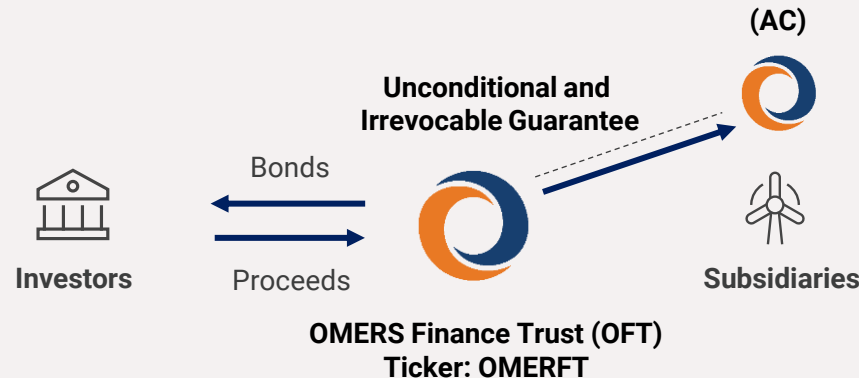 (AC)
Unconditional and
Irrevocable Guarantee
Bonds
Investors
Proceeds
Subsidiaries
OMERS Finance Trust (OFT)
Ticker: OMERFT